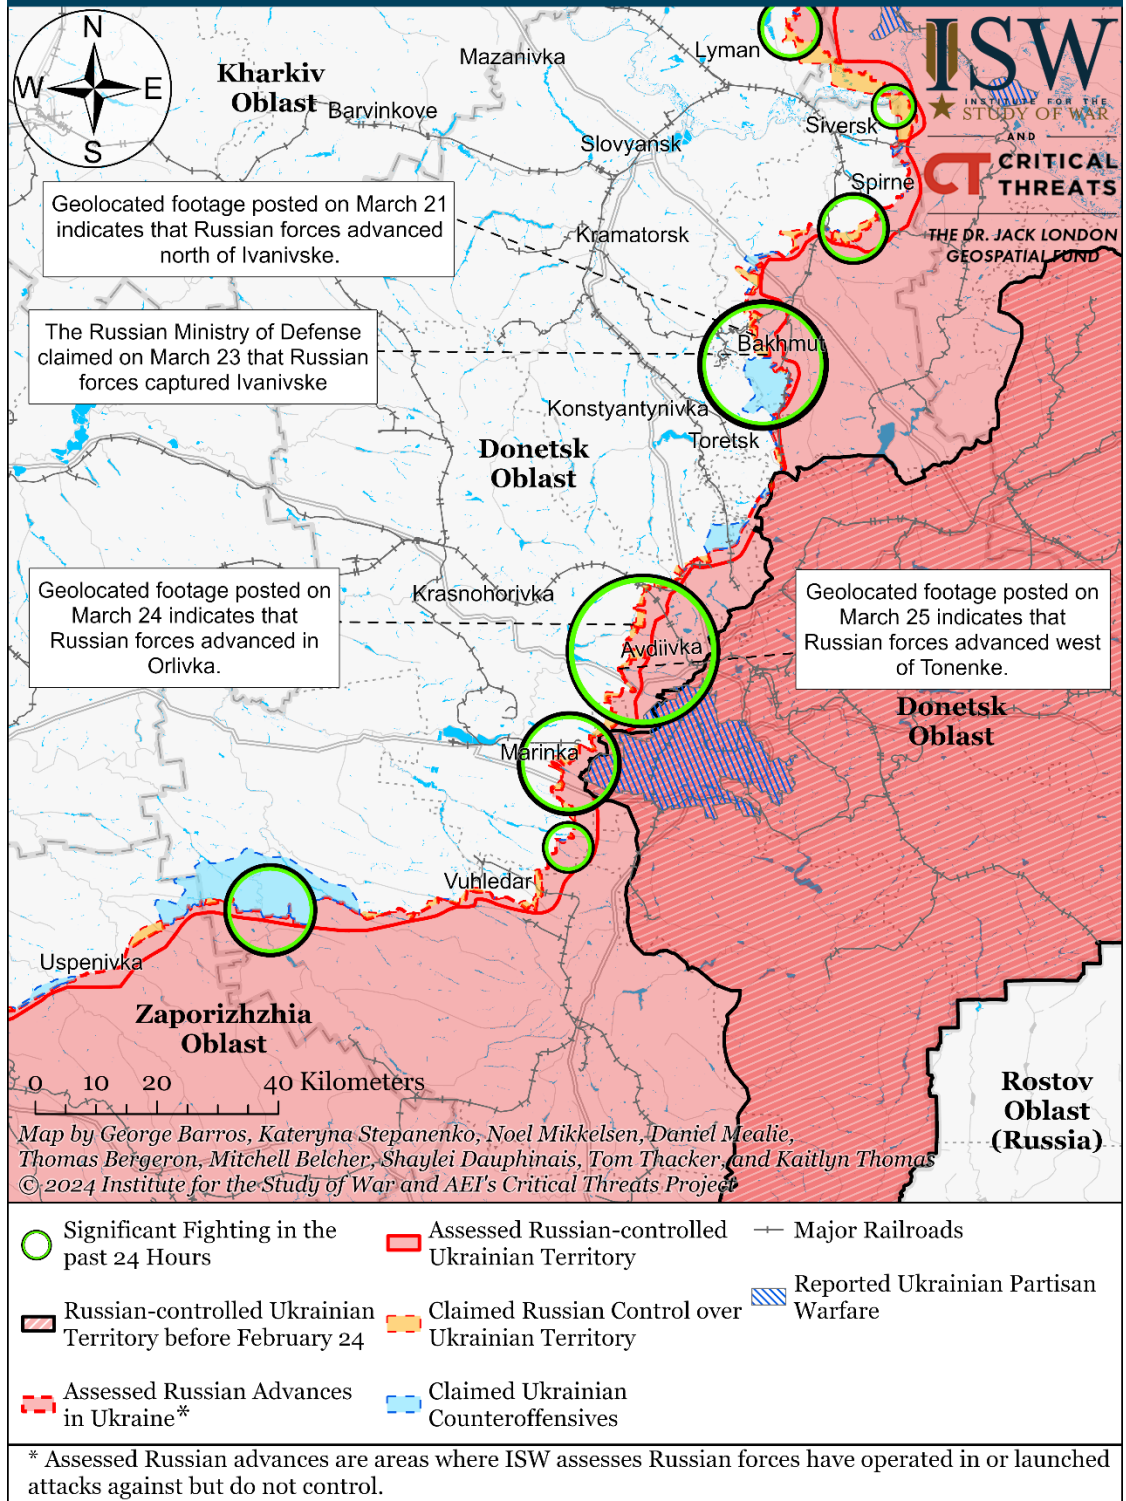 N
W
E
S
Kharkiv
Oblast
Mazanivka
Barvinkove
Lyman
Slovyansk
Siversk
Spirne
Kramatorsk
ISW
INSTITUTE FOR THE
STUDY OF WAR
AND
CT CRITICAL
THREATS
THE DR. JACK LONDON
GEOSPATIAL FUND
Geolocated footage posted on March 21
indicates that Russian forces advanced
north of Ivanivske.
The Russian Ministry of Defense
claimed on March 23 that Russian
forces captured Ivanivske
Bakhmut
Konstyantynivka
Toretsk
Donetsk
Oblast
Geolocated footage posted on
March 24 indicates that
Russian forces advanced in
Orlivka.
Krasnohorivka
Avdiivka
Geolocated footage posted on
March 25 indicates that
Russian forces advanced west
of Tonenke.
Donetsk
Oblast
Marinka
Vuhledar
Uspenivka
Zaporizhzhia
Oblast
Rostov
Oblast
(Russia)
0 10 20 40 Kilometers
Map by George Barros, Kateryna Stepanenko, Noel Mikkelsen, Daniel Mealie,
Thomas Bergeron, Mitchell Belcher, Shaylei Dauphinais, Tom Thacker, and Kaitlyn Thomas
© 2024 Institute for the Study of War and AEI's Critical Threats Project
Significant Fighting in the
past 24 Hours
Russian-controlled Ukrainian
Territory before February 24
Assessed Russian Advances
in Ukraine*
Assessed Russian-controlled
Ukrainian Territory
Claimed Russian Control over
Ukrainian Territory
Claimed Ukrainian
Counteroffensives
Major Railroads
Reported Ukrainian Partisan
Warfare
* Assessed Russian advances are areas where ISW assesses Russian forces have operated in or launched
attacks against but do not control.